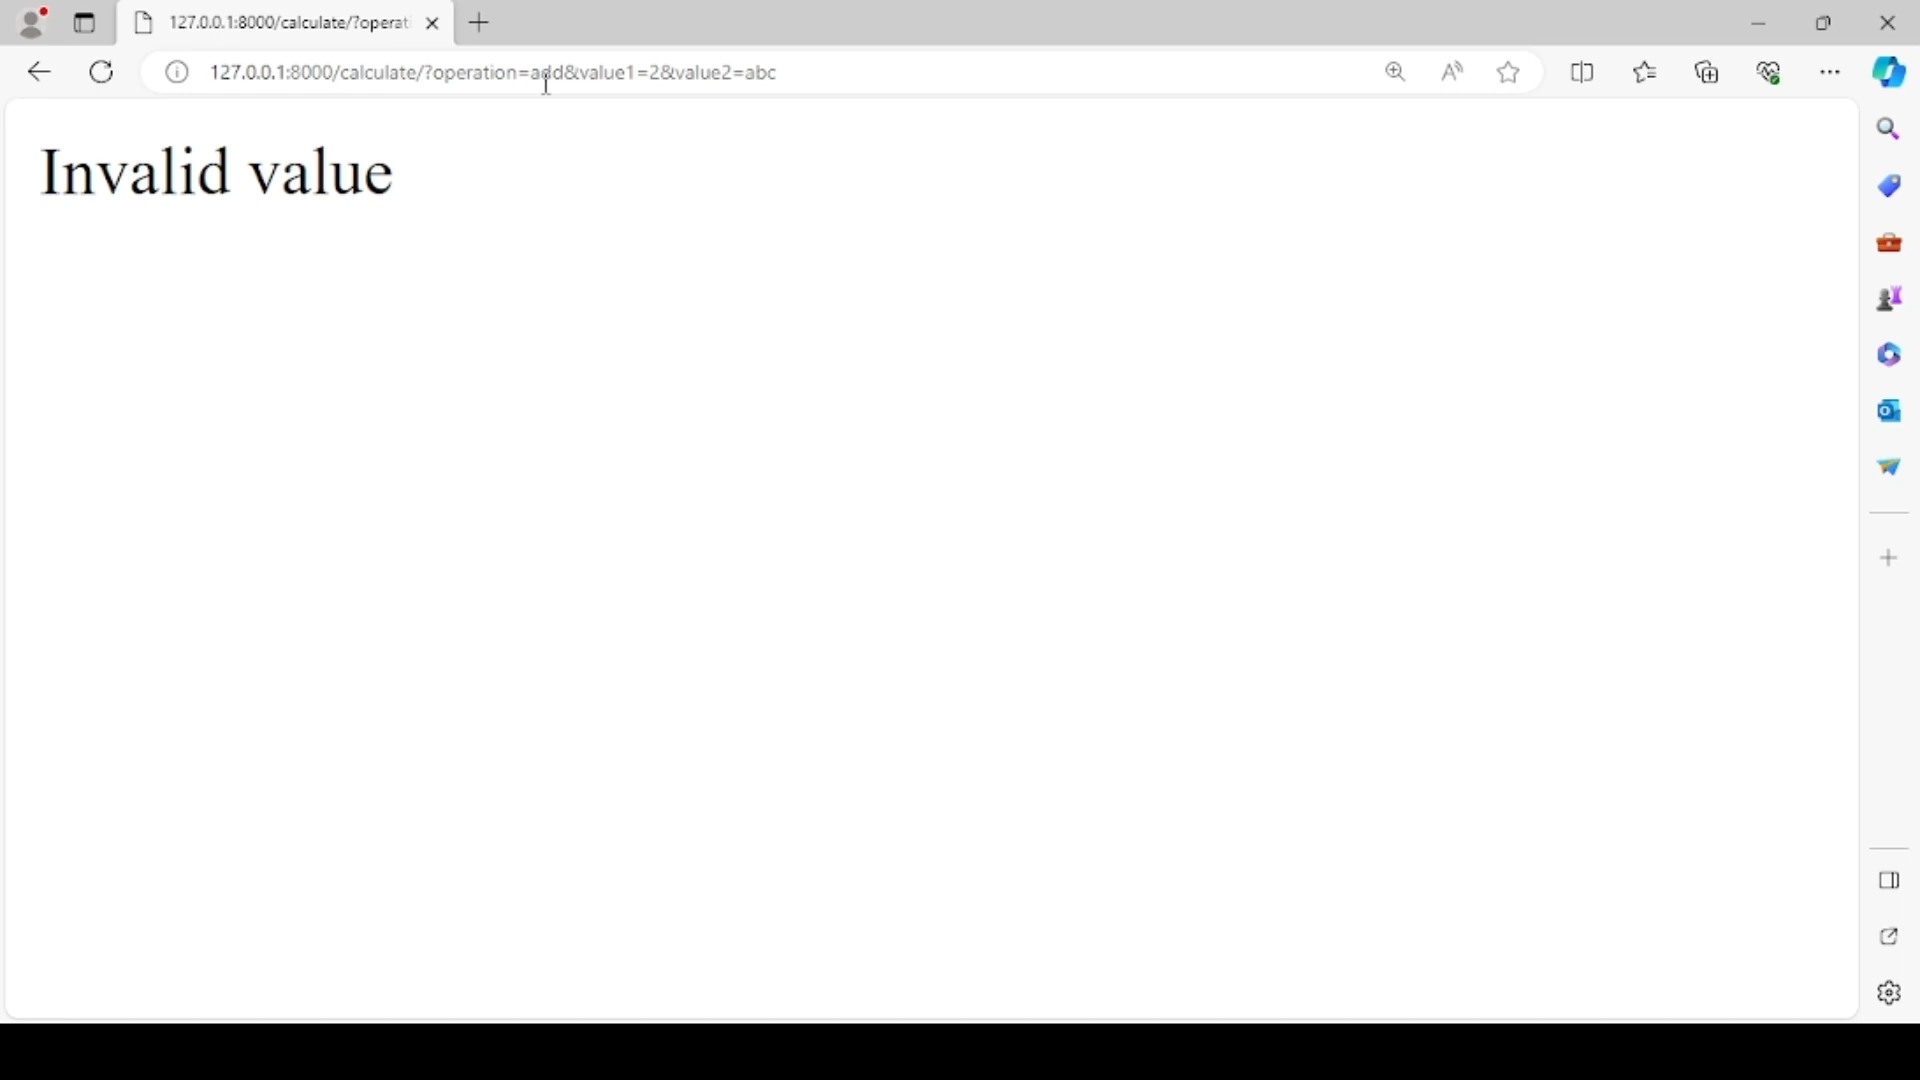 127.0.0.1:8000/calculate/?operat
127.0.0.1:8000/calculate/?operation=add&value1=2&value2=abc
Invalid value